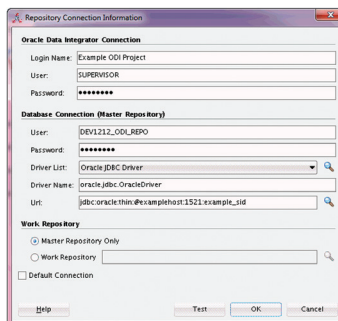 Repository Connection Information
Oracle Data Integrator Connection
Login Name: Example ODI Project
User: SUPERVISOR
Password: ••••••••
Database Connection (Master Repository)
User: DEV1212_ODI_REPO
Password: ••••••••
Driver List: Oracle JDBC Driver
Driver Name: oracle.jdbc.OracleDriver
Url: jdbc:oracle:thin:@examplehost:1521:example_sid
Work Repository
Master Repository Only
Work Repository
Default Connection
Help Test OK Cancel